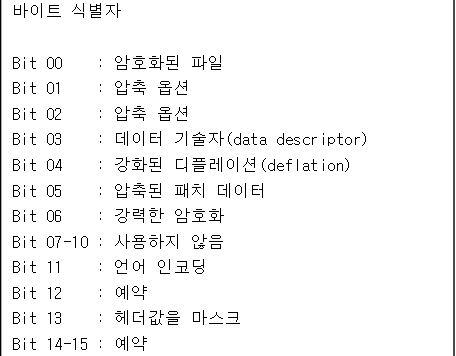 바이트 식별자
Bit 00 : 암호화된 파일
Bit 01 : 압축 옵션
Bit 02 : 압축 옵션
Bit 03 : 데이터 기술자(data descriptor)
Bit 04 : 강화된 디플레이션(deflation)
Bit 05 : 압축된 패치 데이터
Bit 06 : 강력한 암호화
Bit 07-10 : 사용하지 않음
Bit 11 : 언어 인코딩
Bit 12 : 예약
Bit 13 : 헤더값을 마스크
Bit 14-15 : 예약